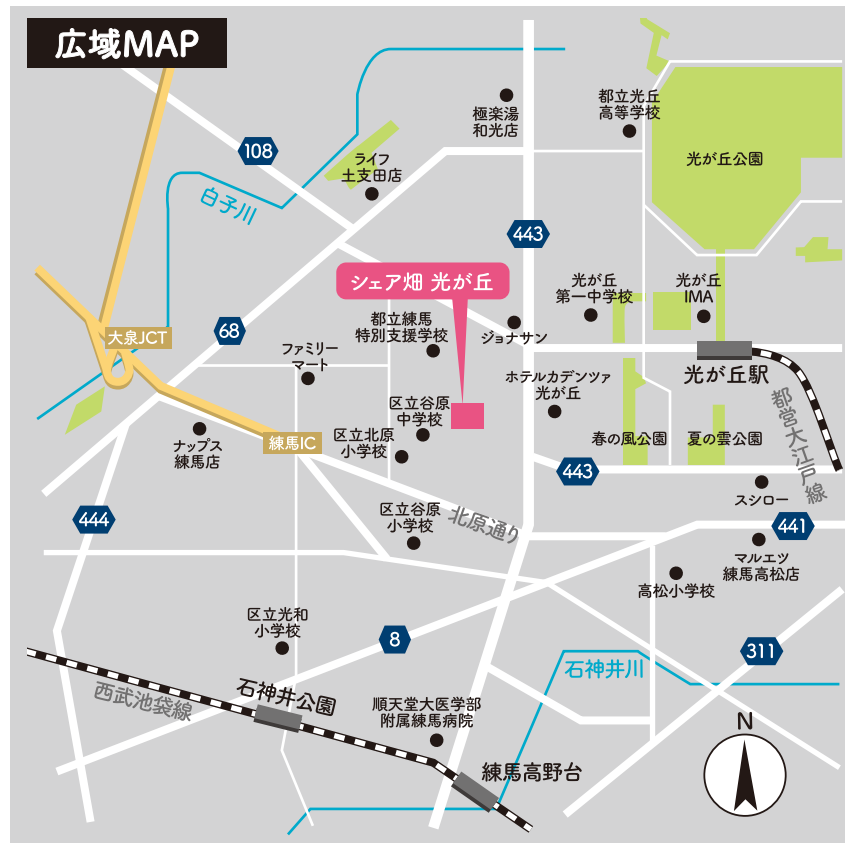 広域MAP
極楽湯
和光店
都立光丘
高等学校
108
ライフ
土支田店
光が丘公園
白子川
443
シェア畑 光が丘
光が丘
第一中学校
光が丘
IMA
大泉JCT
68
都立練馬
特別支援学校
ジョナサン
ファミリー
マート
光が丘駅
ホテルカデンツァ
光が丘
区立谷原
中学校
都営大江戸線
練馬IC
区立北原
小学校
春の風公園
夏の雲公園
ナップス
練馬店
443
スシロー
444
区立谷原
小学校
北原通り
441
マルエツ
練馬高松店
高松小学校
区立光和
小学校
8
311
石神井川
西武池袋線
石神井公園
順天堂大医学部
附属練馬病院
練馬高野台
N